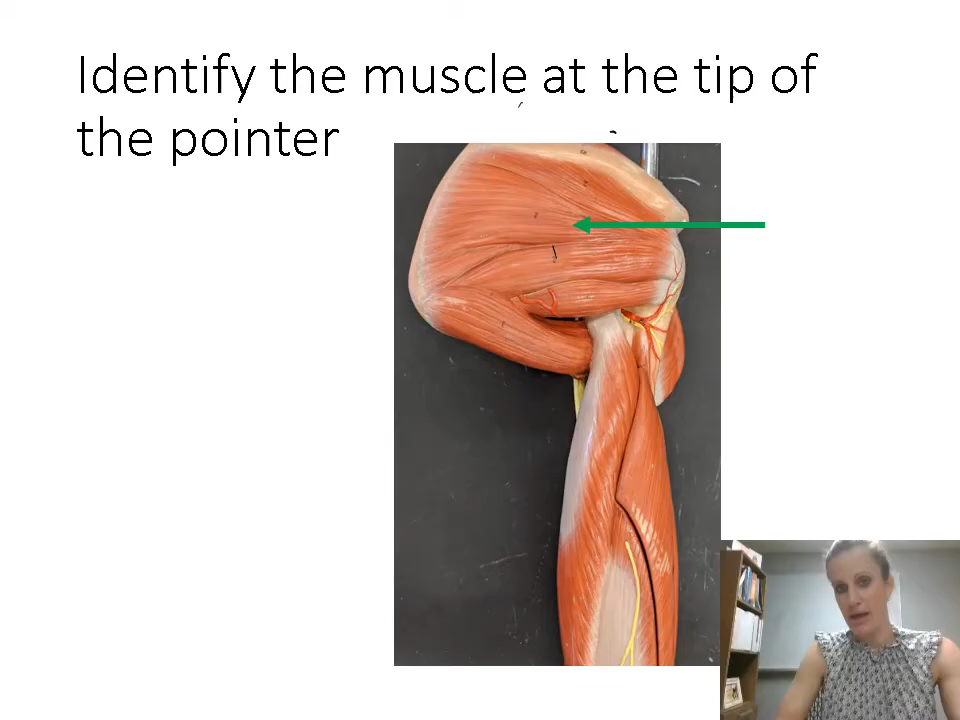 Identify the muscle at the tip of
the pointer